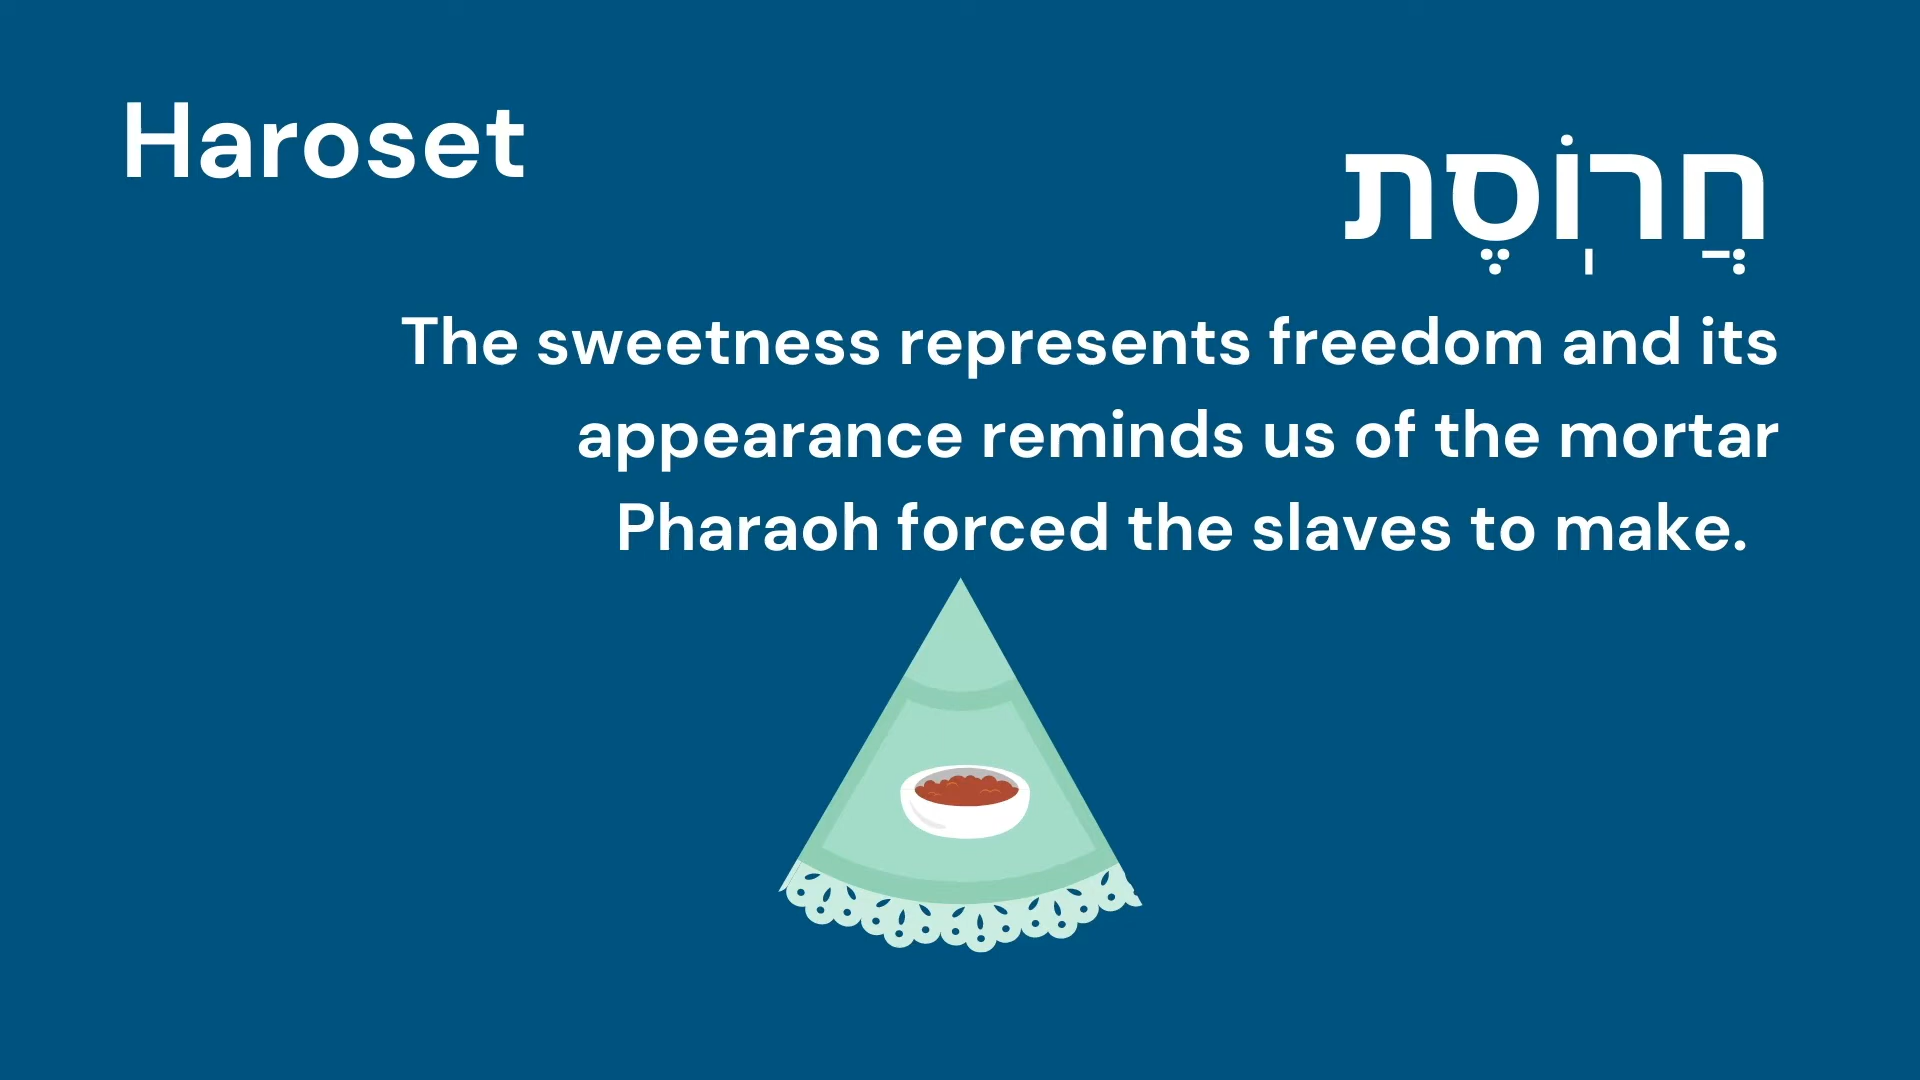 Haroset
חֲרוֹֽסֶת
The sweetness represents freedom and its
appearance reminds us of the mortar
Pharaoh forced the slaves to make.